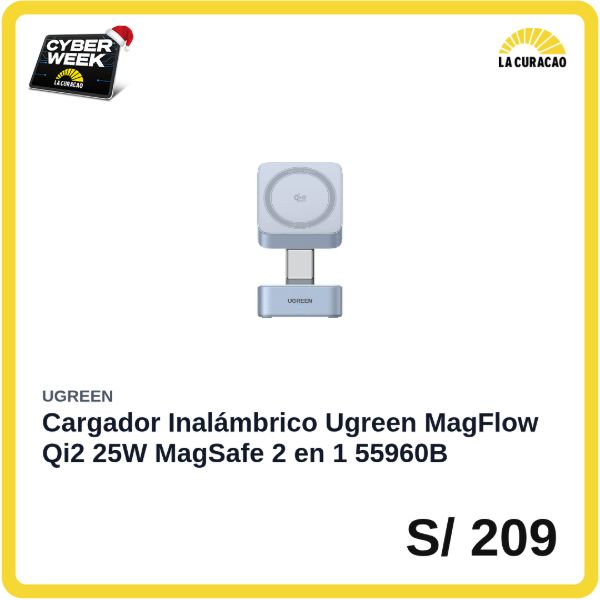 CYBER
WEEK
LA CURACAO
LA CURACAO
UGREEN
UGREEN
Cargador Inalámbrico Ugreen MagFlow
Qi2 25W MagSafe 2 en 1 55960B
S/ 209